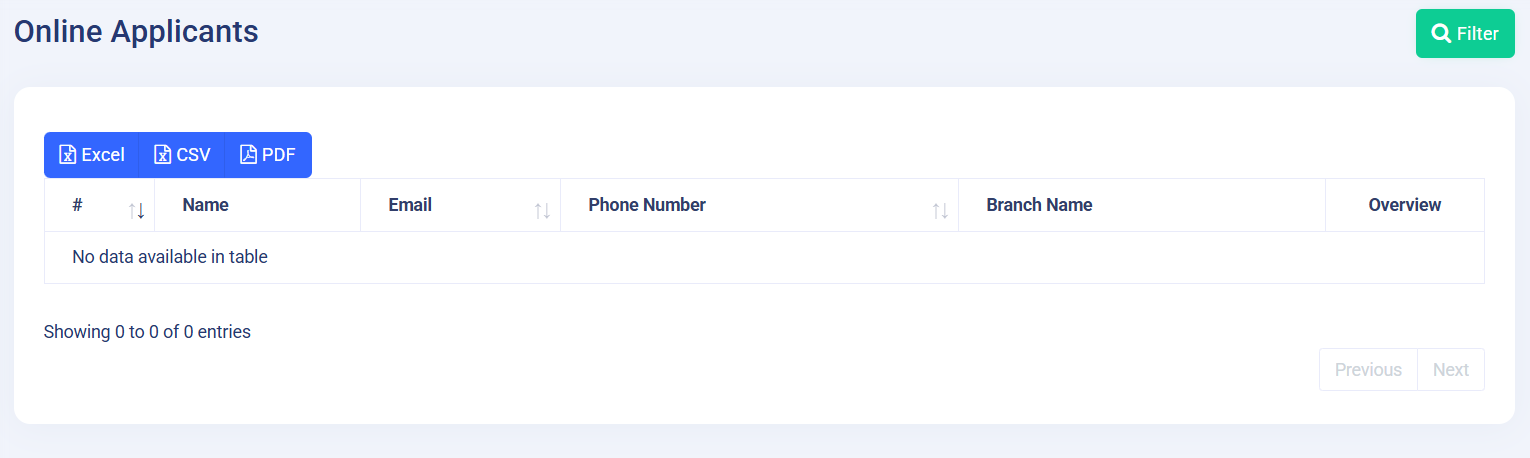 Online Applicants
Filter
Excel CSV PDF
# Name Email Phone Number Branch Name Overview
No data available in table
Showing 0 to 0 of 0 entries
Previous Next